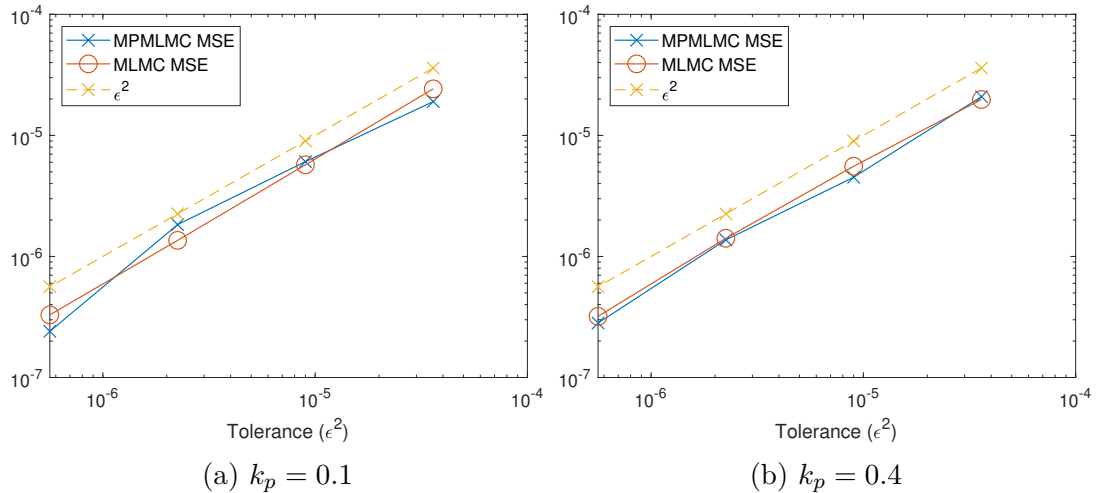 10^-4
MPMLMC MSE
MLMC MSE
ϵ^2
10^-5
10^-6
10^-7
10^-6
10^-5
10^-4
Tolerance (ϵ^2)
(a) k_p = 0.1
10^-4
MPMLMC MSE
MLMC MSE
ϵ^2
10^-5
10^-6
10^-7
10^-6
10^-5
10^-4
Tolerance (ϵ^2)
(b) k_p = 0.4